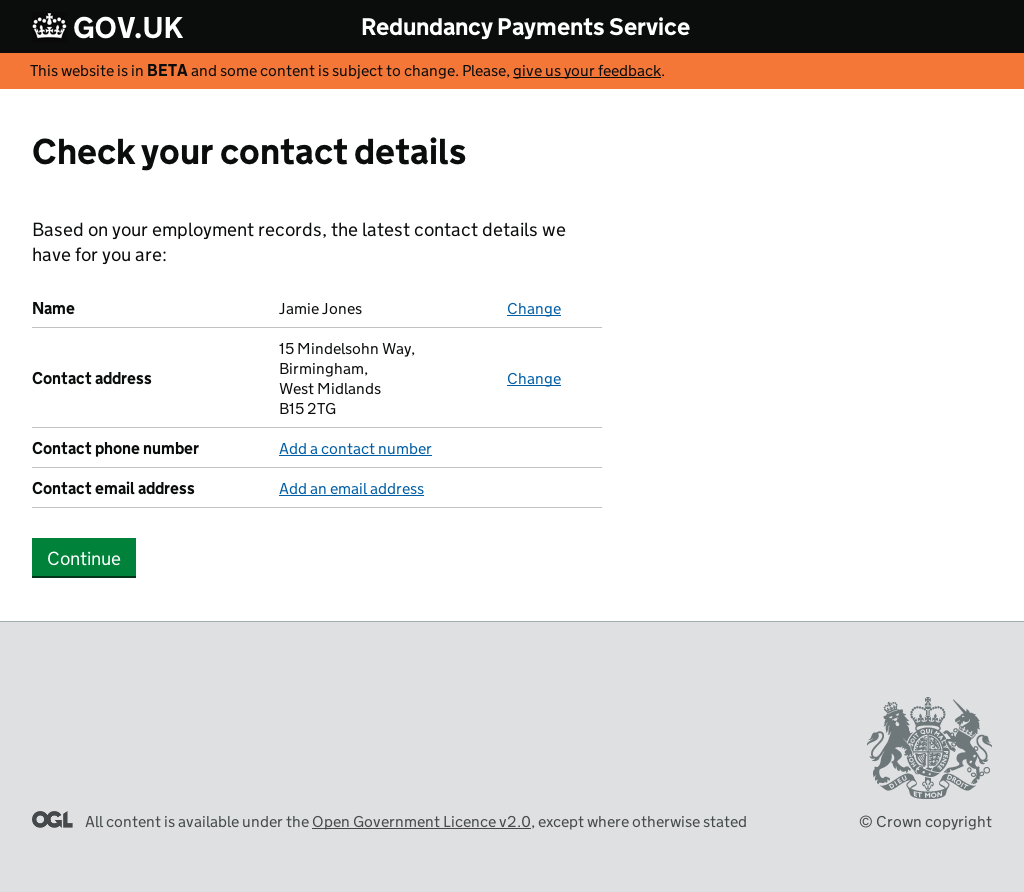 GOV.UK
Redundancy Payments Service
This website is in BETA and some content is subject to change. Please, give us your feedback.
Check your contact details
Based on your employment records, the latest contact details we
have for you are:
Name Jamie Jones Change
15 Mindelsohn Way,
Birmingham,
Contact address Change
West Midlands
B15 2TG
Contact phone number Add a contact number
Contact email address Add an email address
Continue
OGL All content is available under the Open Government Licence v2.0, except where otherwise stated
© Crown copyright